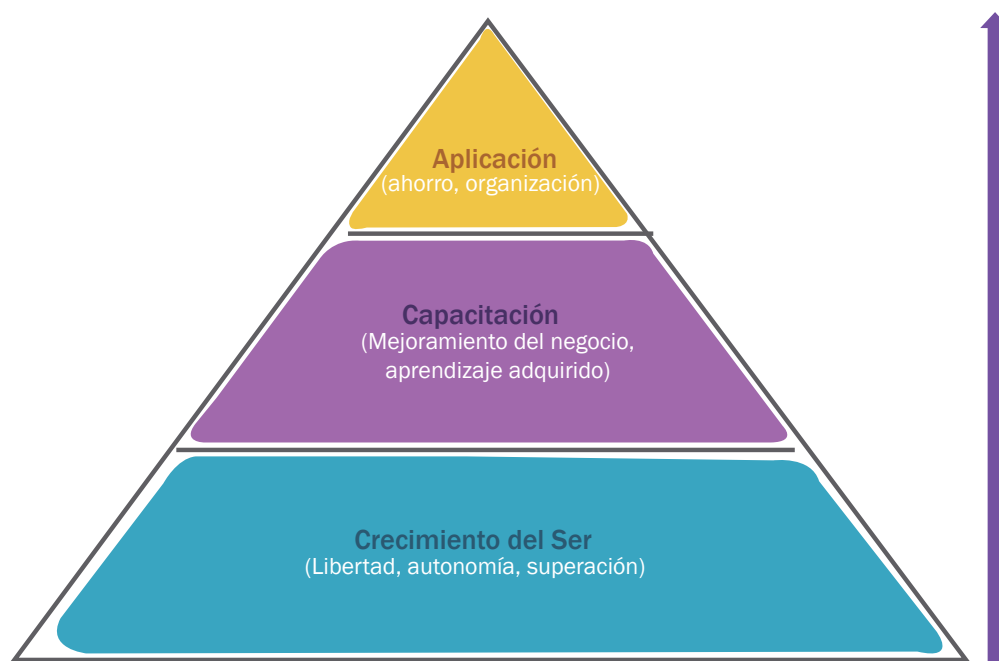 Aplicación
(ahorro, organización)
Capacitación
(Mejoramiento del negocio,
aprendizaje adquirido)
Crecimiento del Ser
(Libertad, autonomía, superación)